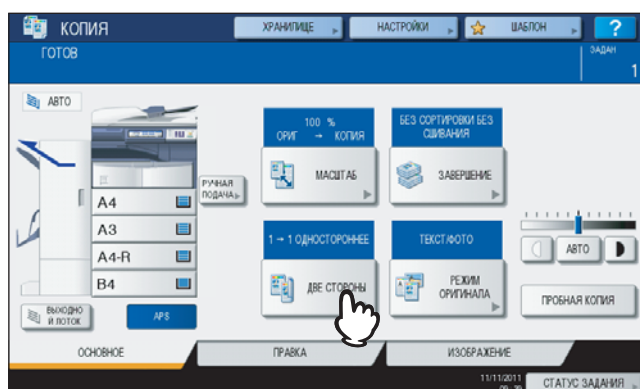 КОПИЯ
ХРАНИЛИЩЕ
НАСТРОЙКИ
ШАБЛОН
?
ГОТОВ
ЗАДАН
1
АВТО
100 %
ОРИГ → КОПИЯ
БЕЗ СОРТИРОВКИ БЕЗ
СШИВАНИЯ
МАСШТАБ
ЗАВЕРШЕНИЕ
РУЧНАЯ
ПОДАЧА
A4
A3
A4-R
B4
1 → 1 ОДНОСТОРОННЕЕ
ТЕКСТ/ФОТО
АВТО
ДВЕ СТОРОНЫ
РЕЖИМ
ОРИГИНАЛА
ПРОБНАЯ КОПИЯ
ВЫХОДНО
Й ЛОТОК
APS
ОСНОВНОЕ
ПРАВКА
ИЗОБРАЖЕНИЕ
11/11/2011
СТАТУС ЗАДАНИЯ